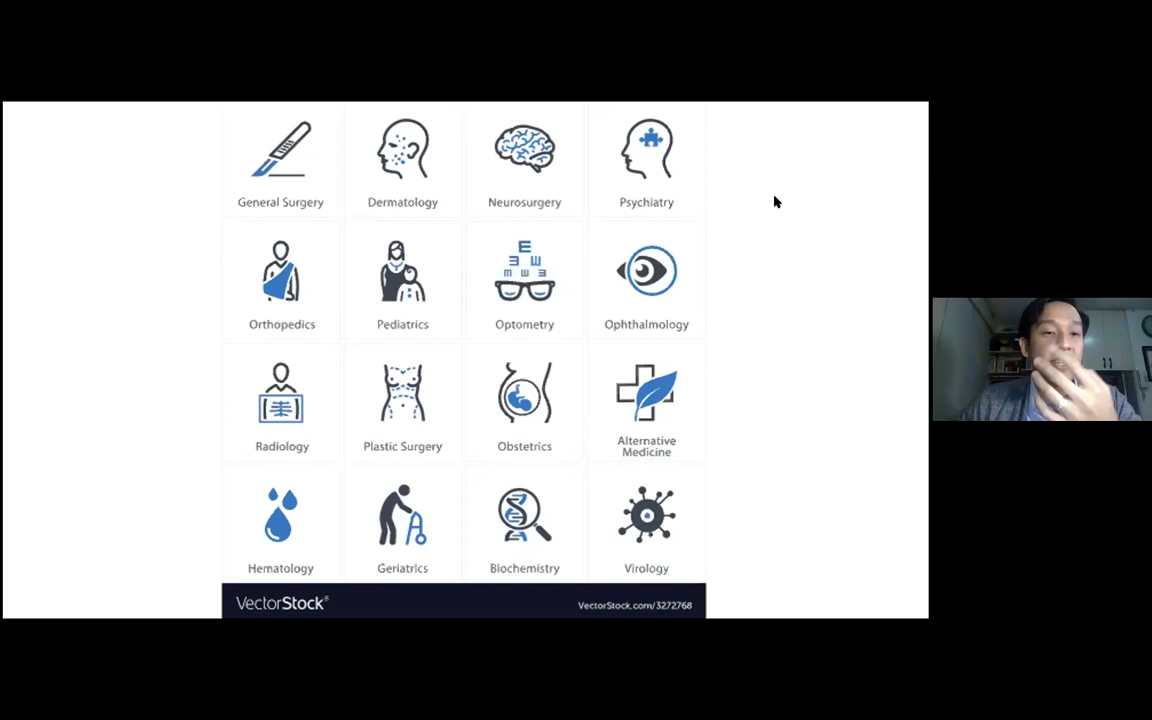 General Surgery
Dermatology
Neurosurgery
Psychiatry
E
E W
m E W E
Orthopedics
Pediatrics
Optometry
Ophthalmology
Radiology
Plastic Surgery
Obstetrics
Alternative
Medicine
Hematology
Geriatrics
Biochemistry
Virology
VectorStock®
VectorStock.com/3272768